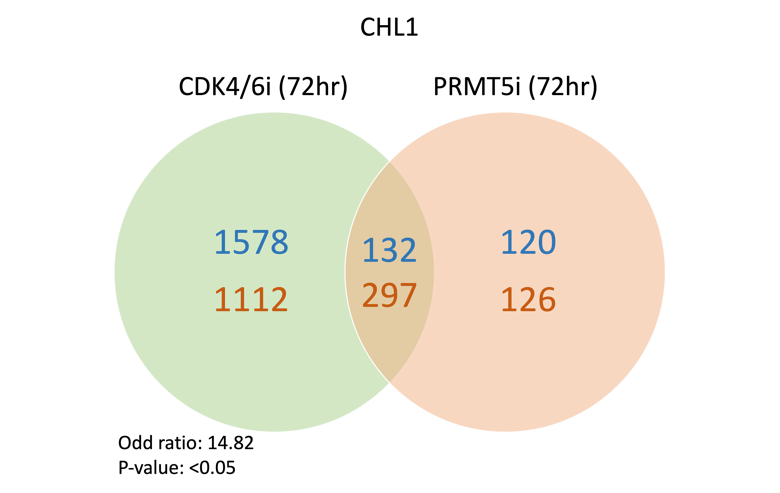 CHL1
CDK4/6i (72hr)
PRMT5i (72hr)
1578
132
120
1112
297
126
Odd ratio: 14.82
P-value: <0.05